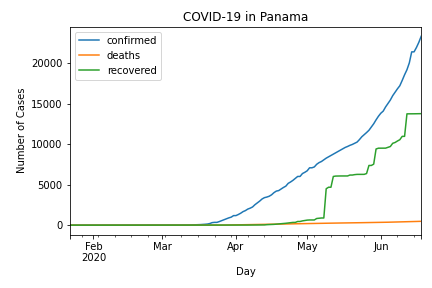 COVID-19 in Panama
confirmed
deaths
recovered
Number of Cases
20000
15000
10000
5000
0
Feb
2020
Mar
Apr
May
Jun
Day